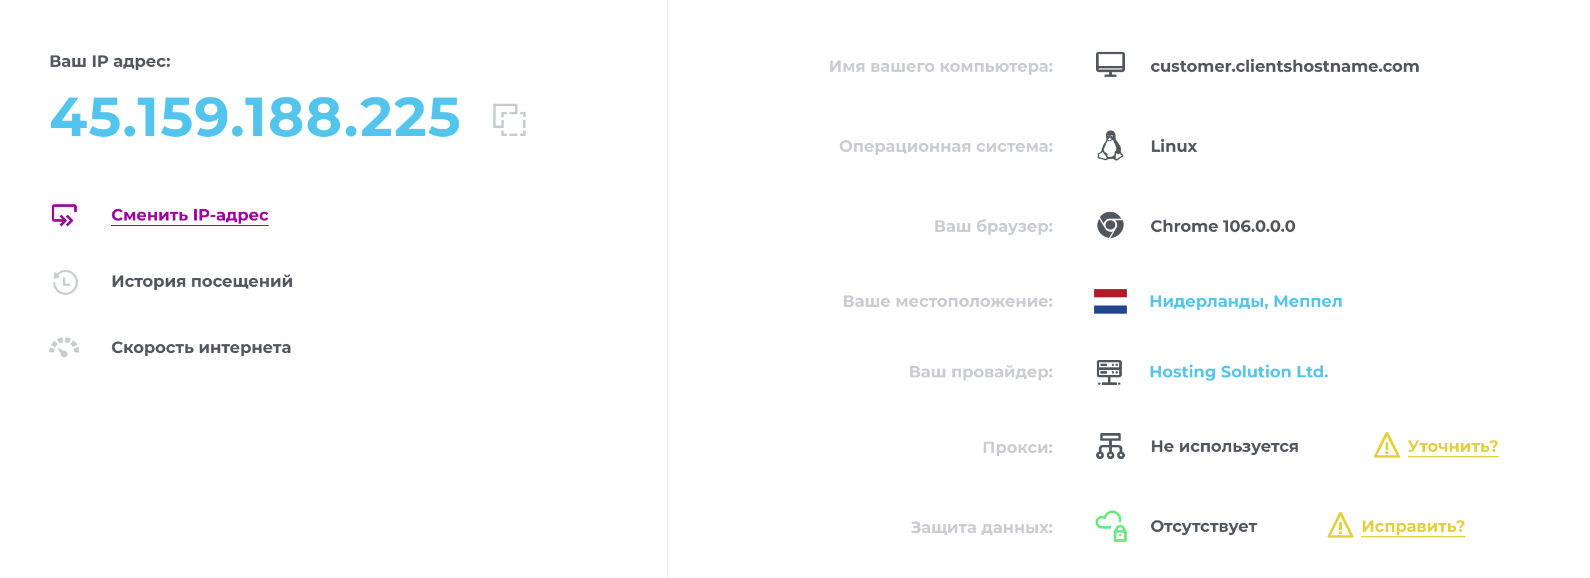 Ваш IP адрес:
45.159.188.225
Сменить IP-адрес
История посещений
Скорость интернета
Имя вашего компьютера: customer.clientshostname.com
Операционная система: Linux
Ваш браузер: Chrome 106.0.0.0
Ваше местоположение: Нидерланды, Меппел
Ваш провайдер: Hosting Solution Ltd.
Прокси: Не используется Уточнить?
Защита данных: Отсутствует Исправить?